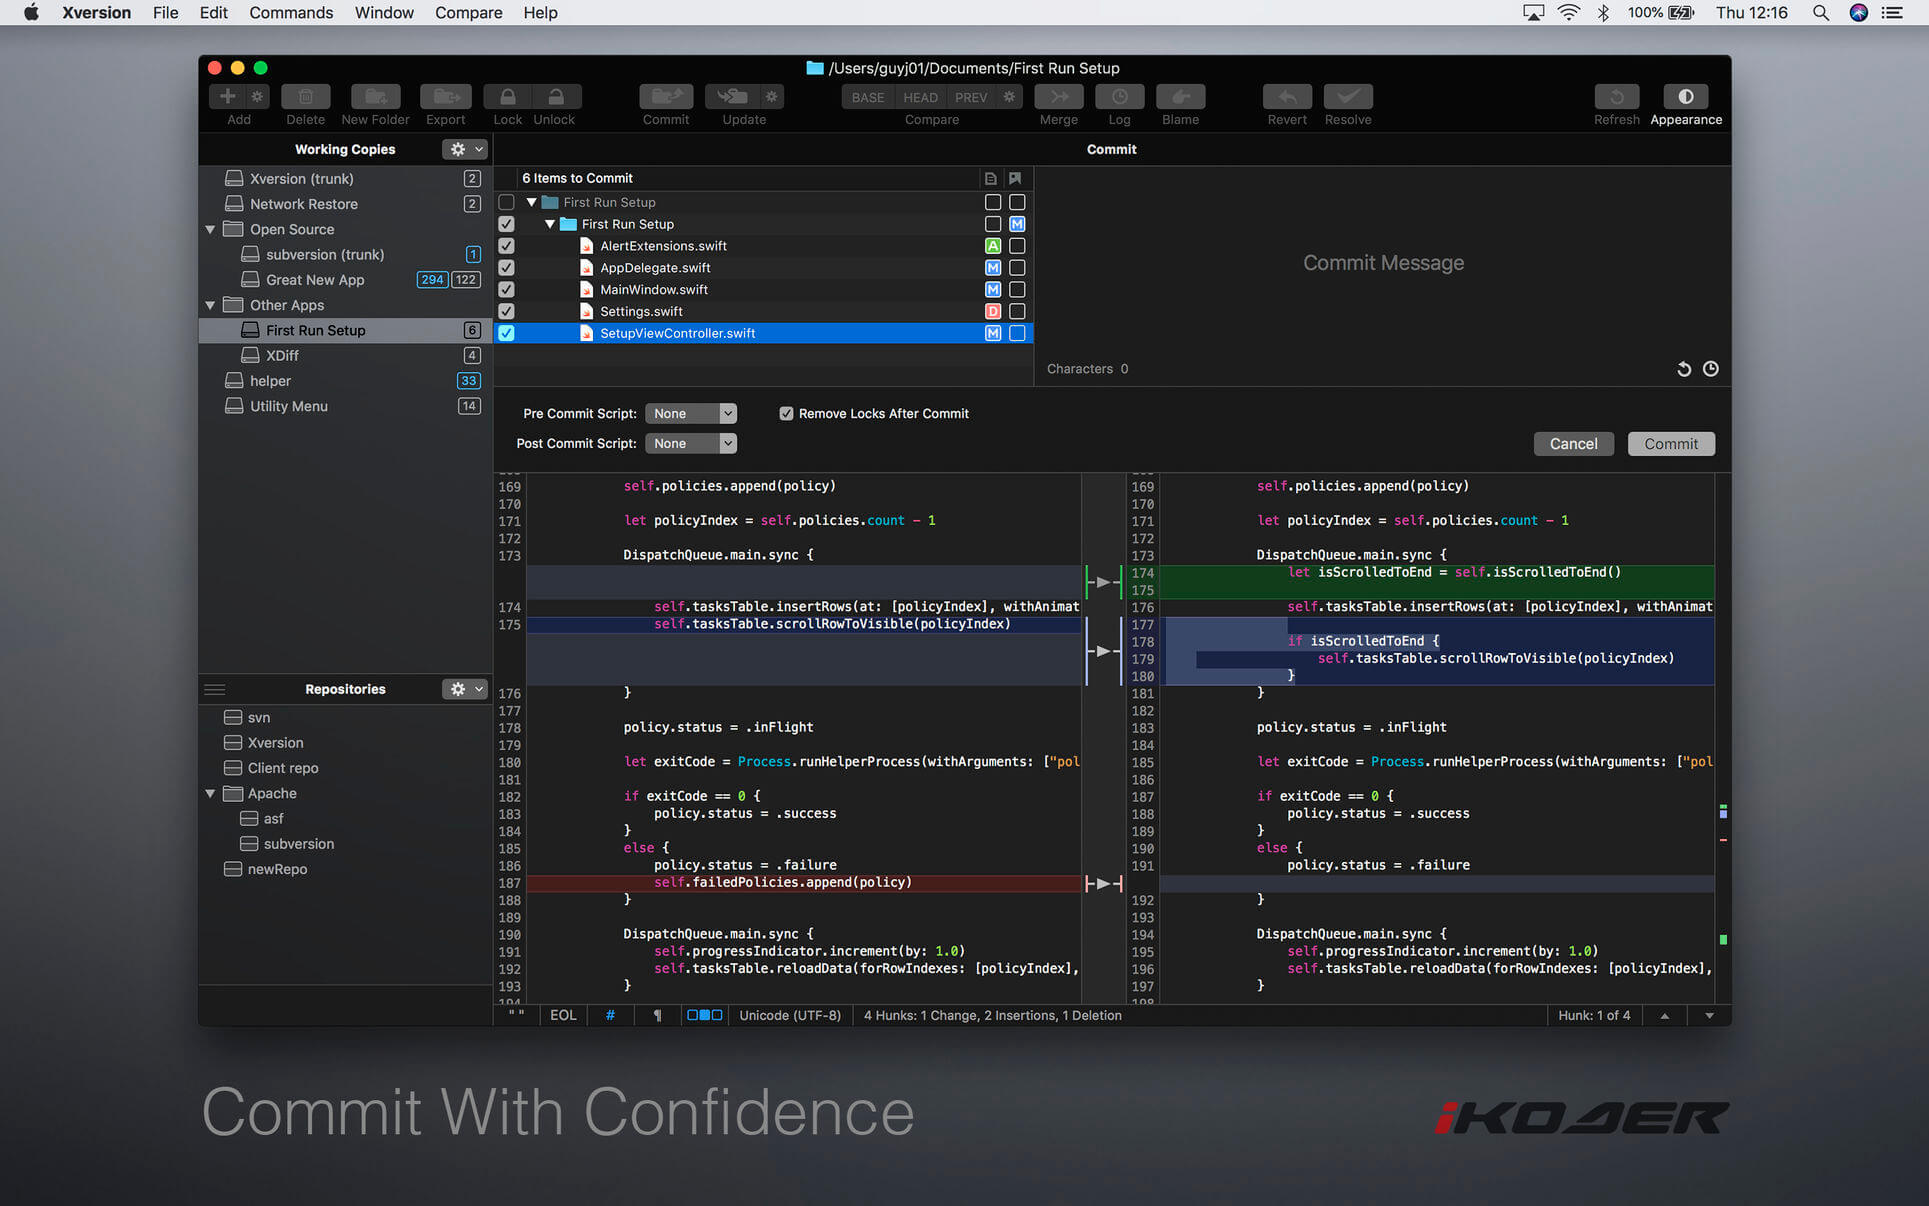 Xversion File Edit Commands Window Compare Help 100% Thu 12:16
/Users/guyj01/Documents/First Run Setup
BASE HEAD PREV
Add Delete New Folder Export Lock Unlock Commit Update Compare Merge Log Blame Revert Resolve Refresh Appearance
Working Copies
Xversion (trunk) 2
Network Restore 2
Open Source
subversion (trunk) 1
Great New App 294 122
Other Apps
First Run Setup 6
XDiff 4
helper 33
Utility Menu 14
Repositories
svn
Xversion
Client repo
Apache
asf
subversion
newRepo
Commit
6 Items to Commit
First Run Setup
First Run Setup M
AlertExtensions.swift A
AppDelegate.swift M
MainWindow.swift M
Settings.swift D
SetupViewController.swift M
Commit Message
Characters 0
Pre Commit Script: None Remove Locks After Commit
Post Commit Script: None
Cancel Commit
169 self.policies.append(policy)
170
171 let policyIndex = self.policies.count - 1
172
173 DispatchQueue.main.sync {
174 self.tasksTable.insertRows(at: [policyIndex], withAnimat
175 self.tasksTable.scrollRowToVisible(policyIndex)
176 }
177
178 policy.status = .inFlight
179
180 let exitCode = Process.runHelperProcess(withArguments: ["pol
181
182 if exitCode == 0 {
183 policy.status = .success
184 }
185 else {
186 policy.status = .failure
187 self.failedPolicies.append(policy)
188 }
189
190 DispatchQueue.main.sync {
191 self.progressIndicator.increment(by: 1.0)
192 self.tasksTable.reloadData(forRowIndexes: [policyIndex],
193 }
169 self.policies.append(policy)
170
171 let policyIndex = self.policies.count - 1
172
173 DispatchQueue.main.sync {
174 let isScrolledToEnd = self.isScrolledToEnd()
175
176 self.tasksTable.insertRows(at: [policyIndex], withAnimat
177
178 if isScrolledToEnd {
179 self.tasksTable.scrollRowToVisible(policyIndex)
180 }
181 }
182
183 policy.status = .inFlight
184
185 let exitCode = Process.runHelperProcess(withArguments: ["pol
186
187 if exitCode == 0 {
188 policy.status = .success
189 }
190 else {
191 policy.status = .failure
192 }
193
194 DispatchQueue.main.sync {
195 self.progressIndicator.increment(by: 1.0)
196 self.tasksTable.reloadData(forRowIndexes: [policyIndex],
197 }
" " EOL # ¶ Unicode (UTF-8) 4 Hunks: 1 Change, 2 Insertions, 1 Deletion Hunk: 1 of 4
Commit With Confidence
iKODER